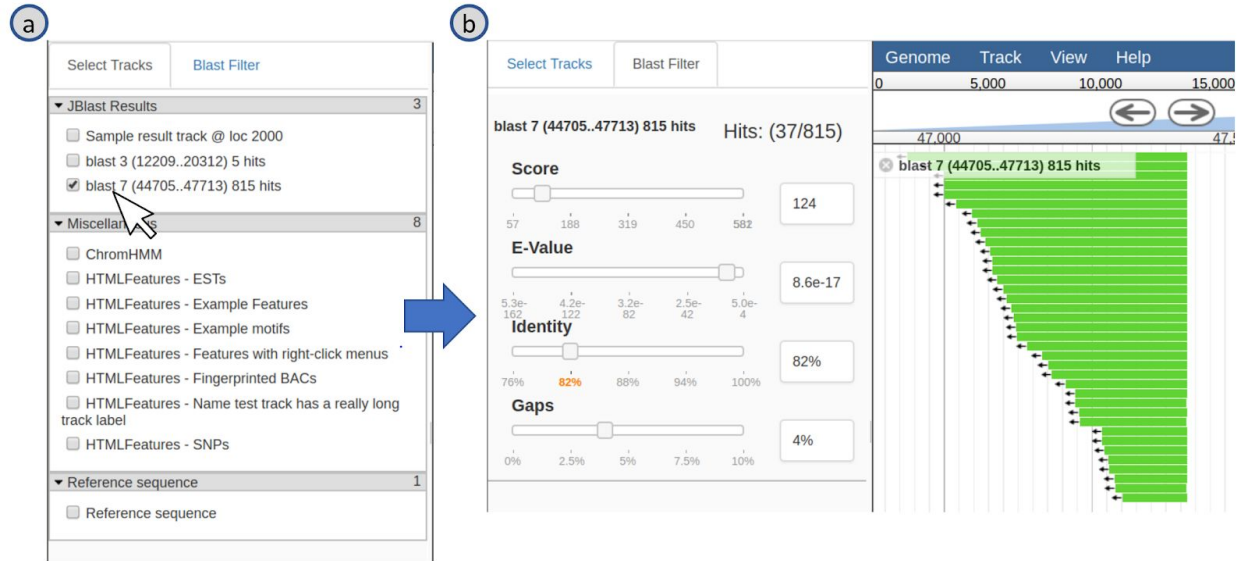 a
Select Tracks Blast Filter
JBlast Results 3
Sample result track @ loc 2000
blast 3 (12209..20312) 5 hits
blast 7 (44705..47713) 815 hits
8
ChromHMM
HTMLFeatures - ESTs
HTMLFeatures - Example Features
HTMLFeatures - Example motifs
HTMLFeatures - Features with right-click menus
HTMLFeatures - Fingerprinted BACs
HTMLFeatures - Name test track has a really long
track label
HTMLFeatures - SNPs
Reference sequence 1
Reference sequence
b
Select Tracks Blast Filter
blast 7 (44705..47713) 815 hits Hits: (37/815)
Score
124
57 188 319 450 582
E-Value
8.6e-17
5.3e-162 4.2e-122 3.2e-82 2.5e-42 5.0e-4
Identity
82%
76% 82% 88% 94% 100%
Gaps
4%
0% 2.5% 5% 7.5% 10%
Genome Track View Help
0 5,000 10,000 15,000
47,000
blast 7 (44705..47713) 815 hits